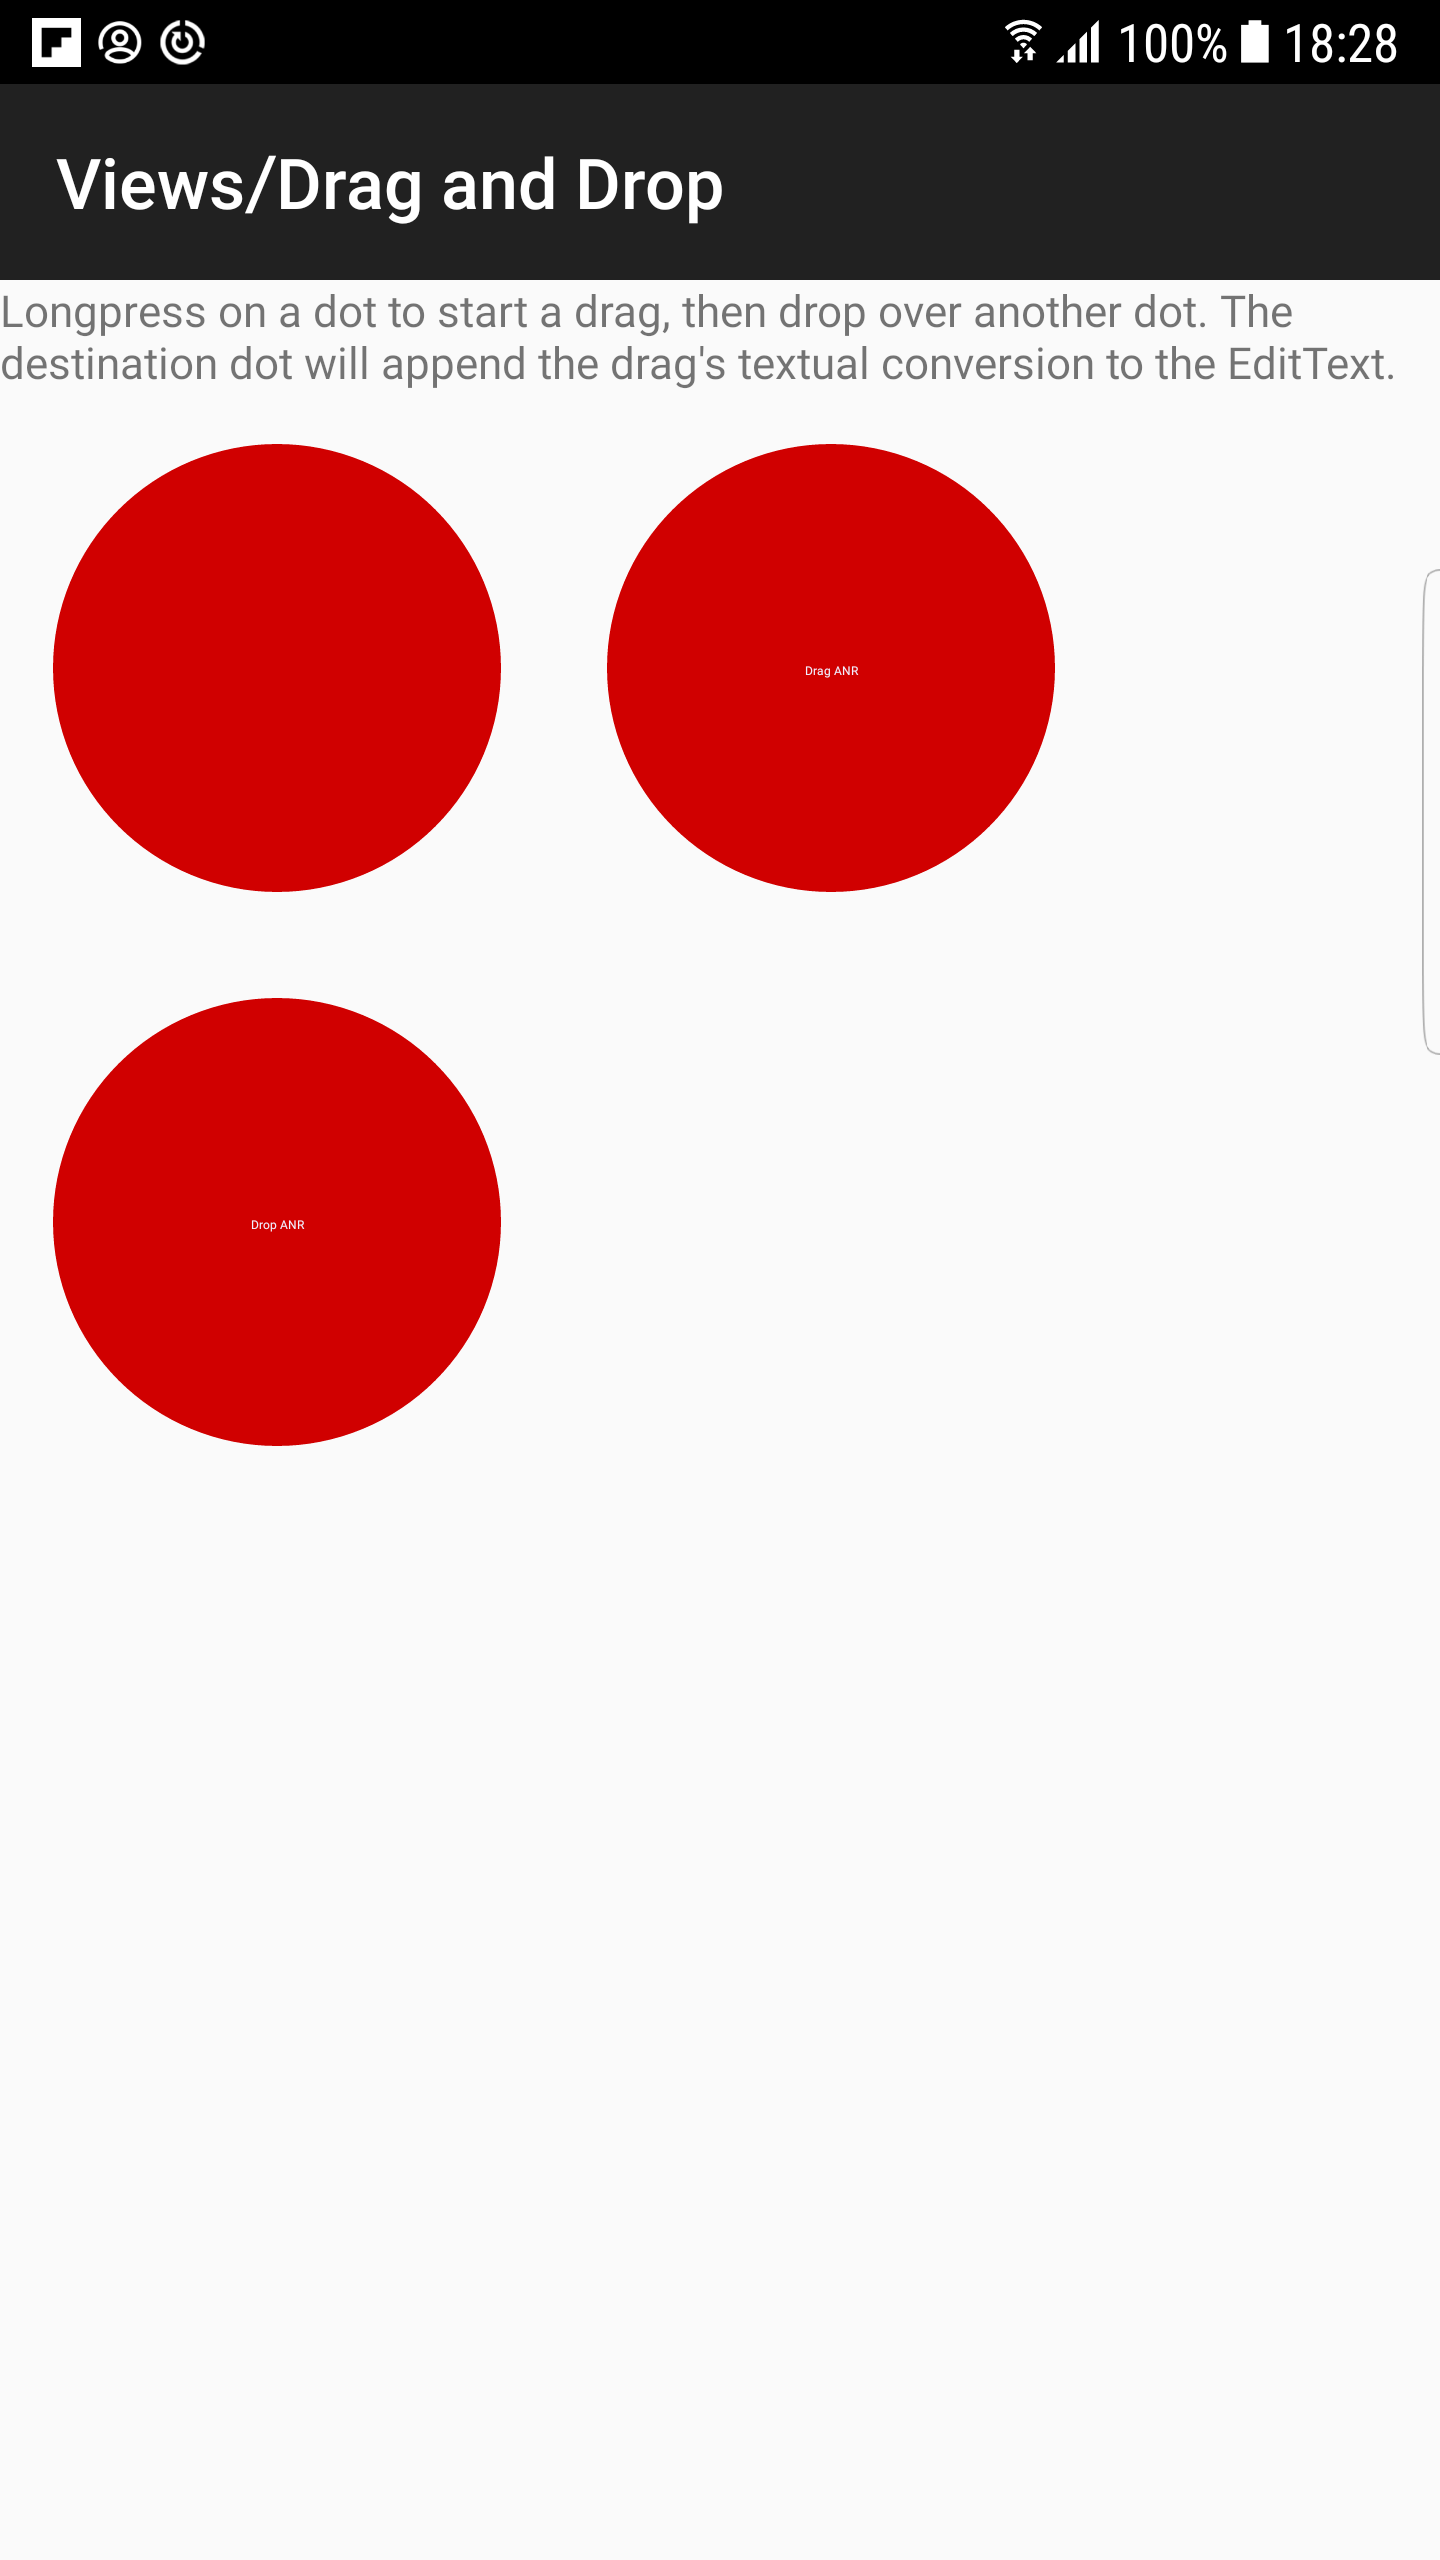 100% 18:28
Views/Drag and Drop
Longpress on a dot to start a drag, then drop over another dot. The
destination dot will append the drag's textual conversion to the EditText.
Drag ANR
Drop ANR